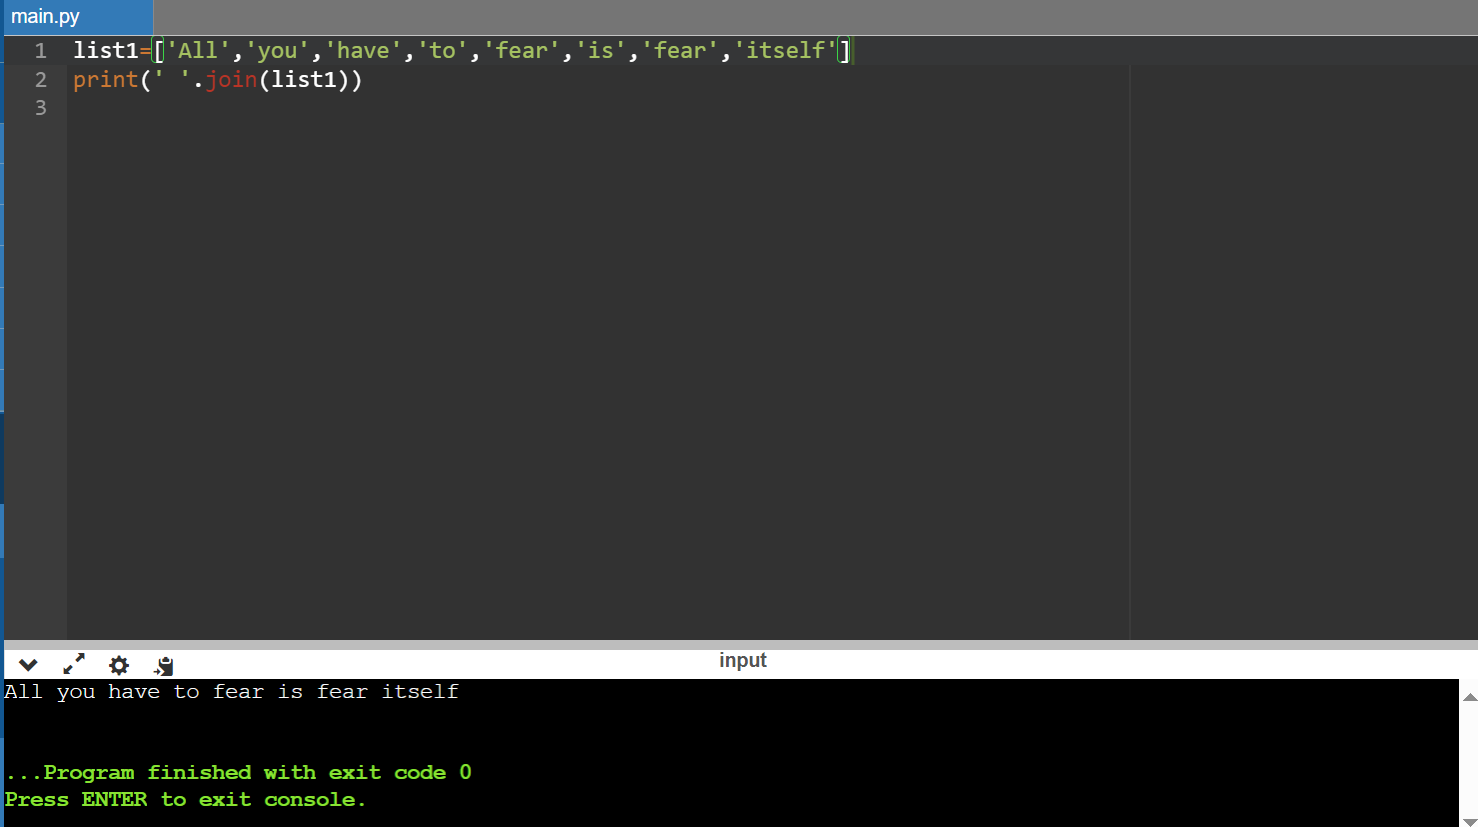 main.py
1 list1=['All','you','have','to','fear','is','fear','itself']
2 print(' '.join(list1))
3
input
All you have to fear is fear itself
...Program finished with exit code 0
Press ENTER to exit console.